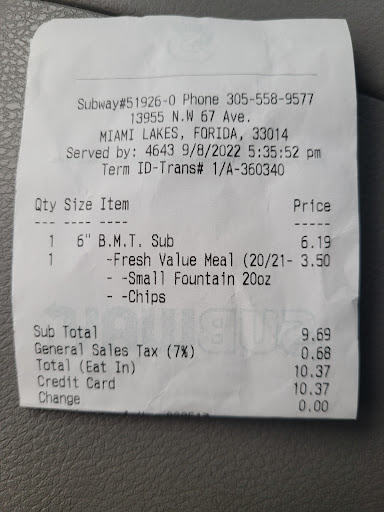 Subway#51926-0 Phone 305-558-9577
13955 N.W 67 Ave.
MIAMI LAKES, FORIDA, 33014
Served by: 4643 9/8/2022 5:35:52 pm
Term ID-Trans# 1/A-360340
Qty Size Item Price
--- ---- ---- -----
1 6" B.M.T. Sub 6.19
1 -Fresh Value Meal (20/21- 3.50
- -Small Fountain 20oz
- -Chips
Sub Total 9.69
General Sales Tax (7%) 0.68
Total (Eat In) 10.37
Credit Card 10.37
Change 0.00
SUBWAY